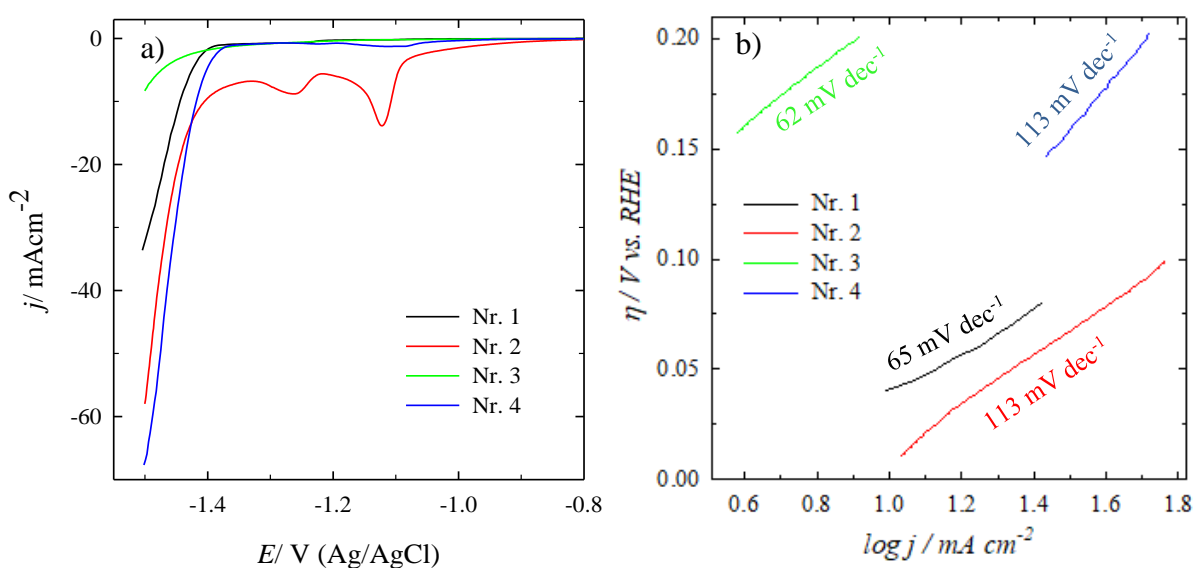 a)
0
-20
-40
-60
j/ mAcm⁻²
-1.4
-1.2
-1.0
-0.8
E/ V (Ag/AgCl)
Nr. 1
Nr. 2
Nr. 3
Nr. 4
b)
0.20
0.15
0.10
0.05
0.00
η / V vs. RHE
62 mV dec⁻¹
113 mV dec⁻¹
Nr. 1
Nr. 2
Nr. 3
Nr. 4
65 mV dec⁻¹
113 mV dec⁻¹
0.6
0.8
1.0
1.2
1.4
1.6
1.8
log j / mA cm⁻²